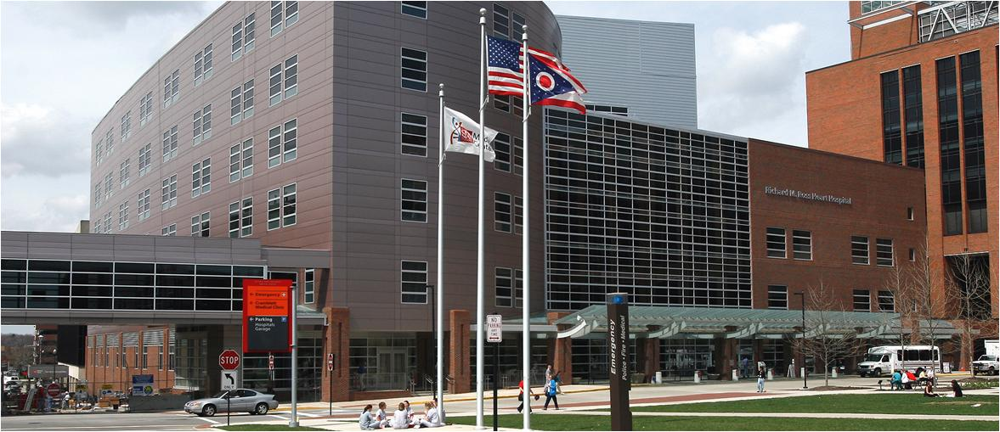 Richard M. Ross Heart Hospital
Emergency
Cramblett
Medical Clinic
Parking
Hospitals
Garage
STOP
ONLY
NO
PARKING
ANY
TIME
Emergency
Police • Fire • Medical